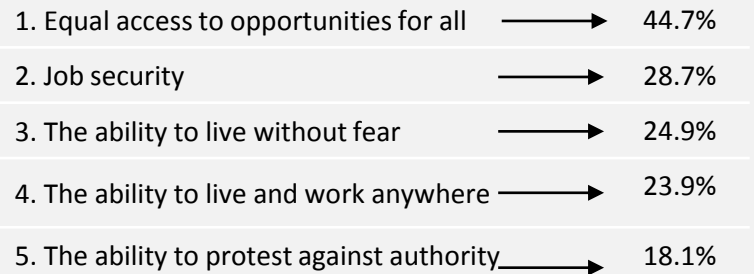 1. Equal access to opportunities for all 44.7%
2. Job security 28.7%
3. The ability to live without fear 24.9%
4. The ability to live and work anywhere 23.9%
5. The ability to protest against authority 18.1%